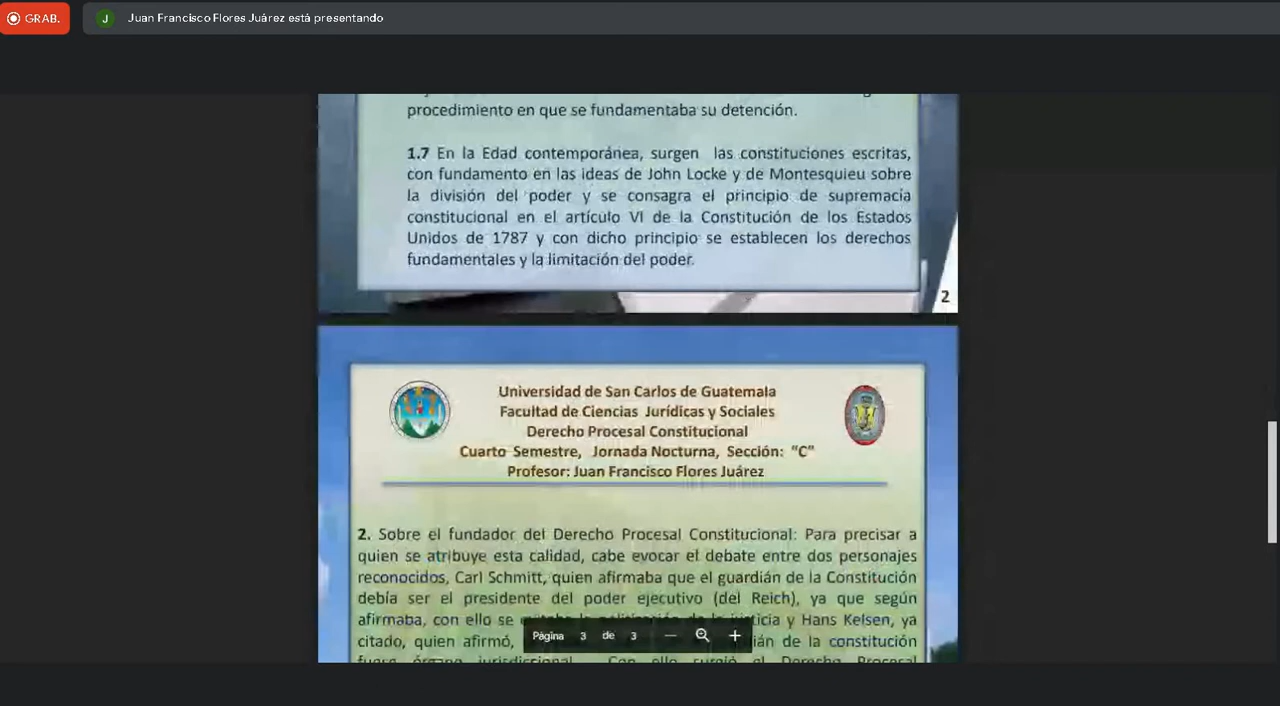 GRAB.
J
Juan Francisco Flores Juárez está presentando
procedimiento en que se fundamentaba su detención.
1.7 En la Edad contemporánea, surgen las constituciones escritas,
con fundamento en las ideas de John Locke y de Montesquieu sobre
la división del poder y se consagra el principio de supremacía
constitucional en el artículo VI de la Constitución de los Estados
Unidos de 1787 y con dicho principio se establecen los derechos
fundamentales y la limitación del poder.
2
Universidad de San Carlos de Guatemala
Facultad de Ciencias Jurídicas y Sociales
Derecho Procesal Constitucional
Cuarto Semestre, Jornada Nocturna, Sección: "C"
Profesor: Juan Francisco Flores Juárez
2. Sobre el fundador del Derecho Procesal Constitucional: Para precisar a
quien se atribuye esta calidad, cabe evocar el debate entre dos personajes
reconocidos, Carl Schmitt, quien afirmaba que el guardián de la Constitución
debía ser el presidente del poder ejecutivo (del Reich), ya que según
afirmaba, con ello se y Hans Kelsen, ya
citado, quien afirmó, de la constitución
Página 3 de 3
Con ello surgió el Derecho Procesal